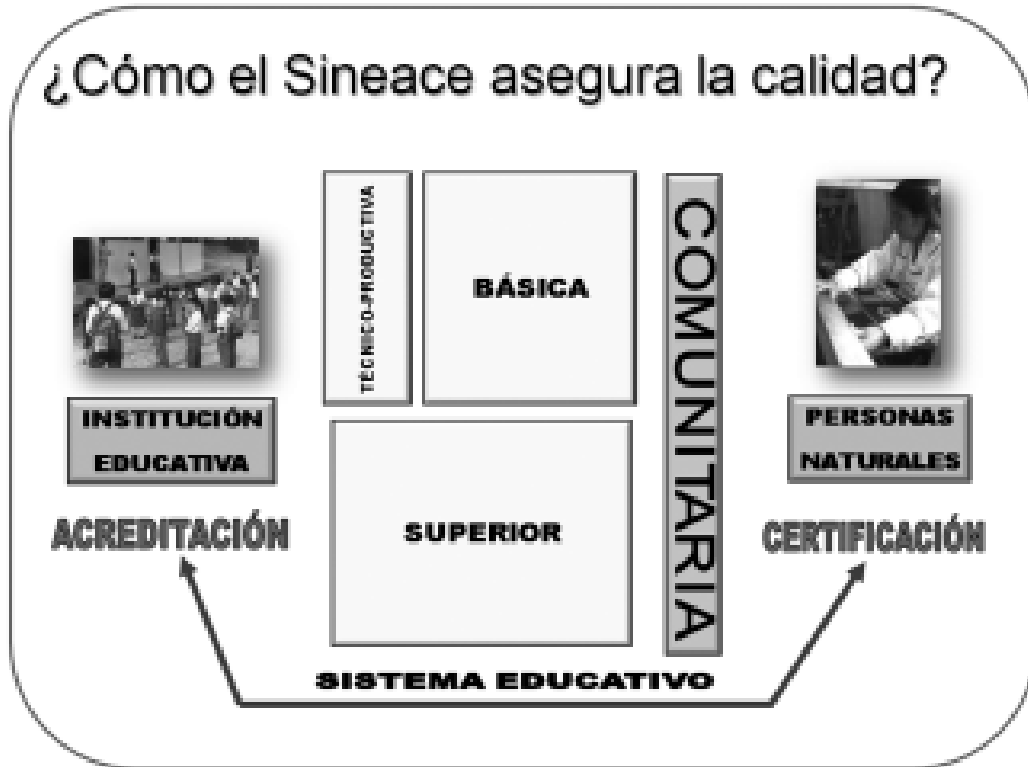 ¿Cómo el Sineace asegura la calidad?
TÉCNICO-PRODUCTIVA
BÁSICA
COMUNITARIA
INSTITUCIÓN
EDUCATIVA
PERSONAS
NATURALES
ACREDITACIÓN
SUPERIOR
CERTIFICACIÓN
SISTEMA EDUCATIVO